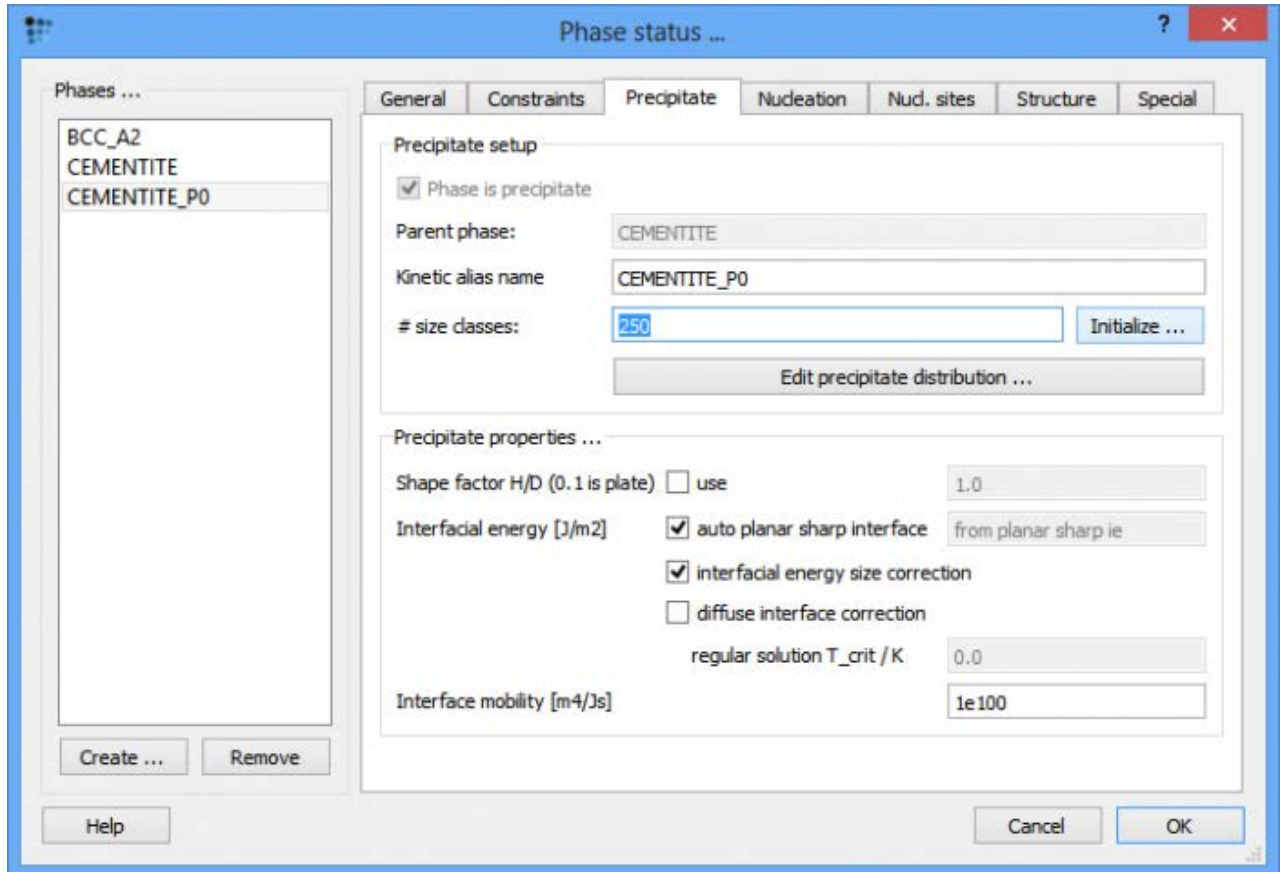 Phase status ...
?
Phases ...
BCC_A2
CEMENTITE
CEMENTITE_P0
Create ...
Remove
General
Constraints
Precipitate
Nucleation
Nucl. sites
Structure
Special
Precipitate setup
Phase is precipitate
Parent phase:
CEMENTITE
Kinetic alias name
CEMENTITE_P0
# size classes:
250
Initialize ...
Edit precipitate distribution ...
Precipitate properties ...
Shape factor H/D (0.1 is plate)
use
1.0
Interfacial energy [J/m2]
auto planar sharp interface
from planar sharp ie
interfacial energy size correction
diffuse interface correction
regular solution T_crit / K
0.0
Interface mobility [m4/Js]
1e100
Help
Cancel
OK